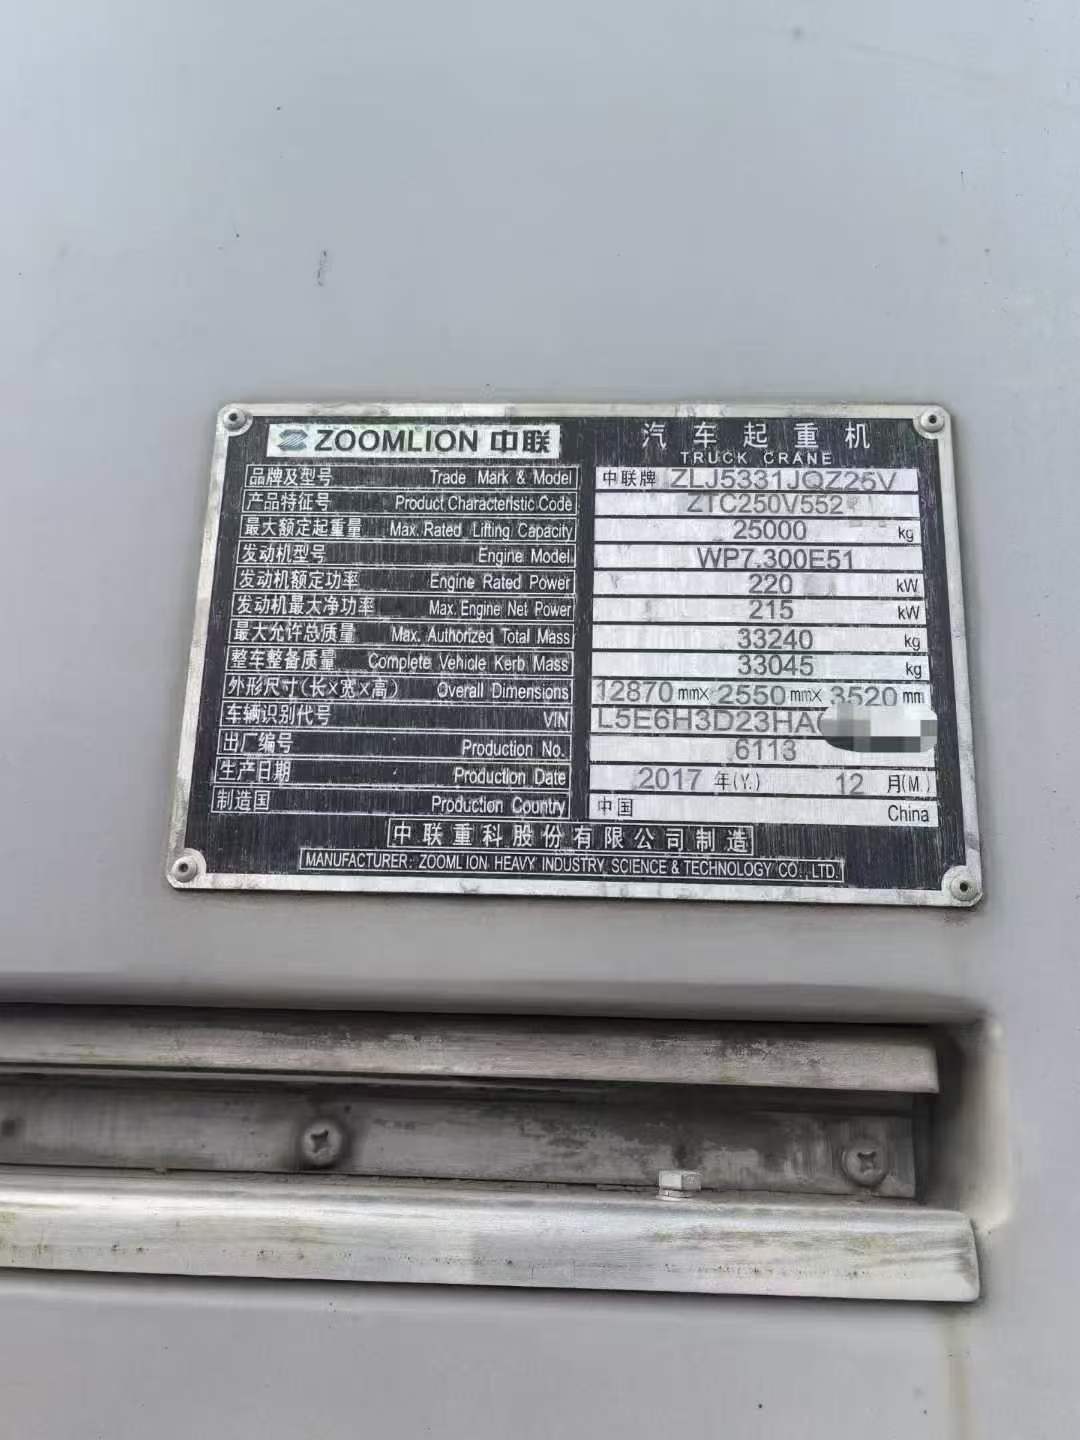 ZOOMLION 中联 汽车起重机
TRUCK CRANE
品牌及型号 Trade Mark & Model 中联牌 ZLJ5331JQZ25V
产品特征号 Product Characteristic Code ZTC250V552
最大额定起重量 Max. Rated Lifting Capacity 25000 kg
发动机型号 Engine Model WP7.300E51
发动机额定功率 Engine Rated Power 220 kW
发动机最大净功率 Max. Engine Net Power 215 kW
最大允许总质量 Max. Authorized Total Mass 33240 kg
整车整备质量 Complete Vehicle Kerb Mass 33045 kg
外形尺寸(长×宽×高) Overall Dimensions 12870 mm× 2550 mm× 3520 mm
车辆识别代号 VIN L5E6H3D23HA
出厂编号 Production No. 6113
生产日期 Production Date 2017 年(Y.) 12 月(M.)
制造国 Production Country 中国 China
中联重科股份有限公司制造
MANUFACTURER: ZOOMLION HEAVY INDUSTRY SCIENCE & TECHNOLOGY CO.,LTD.